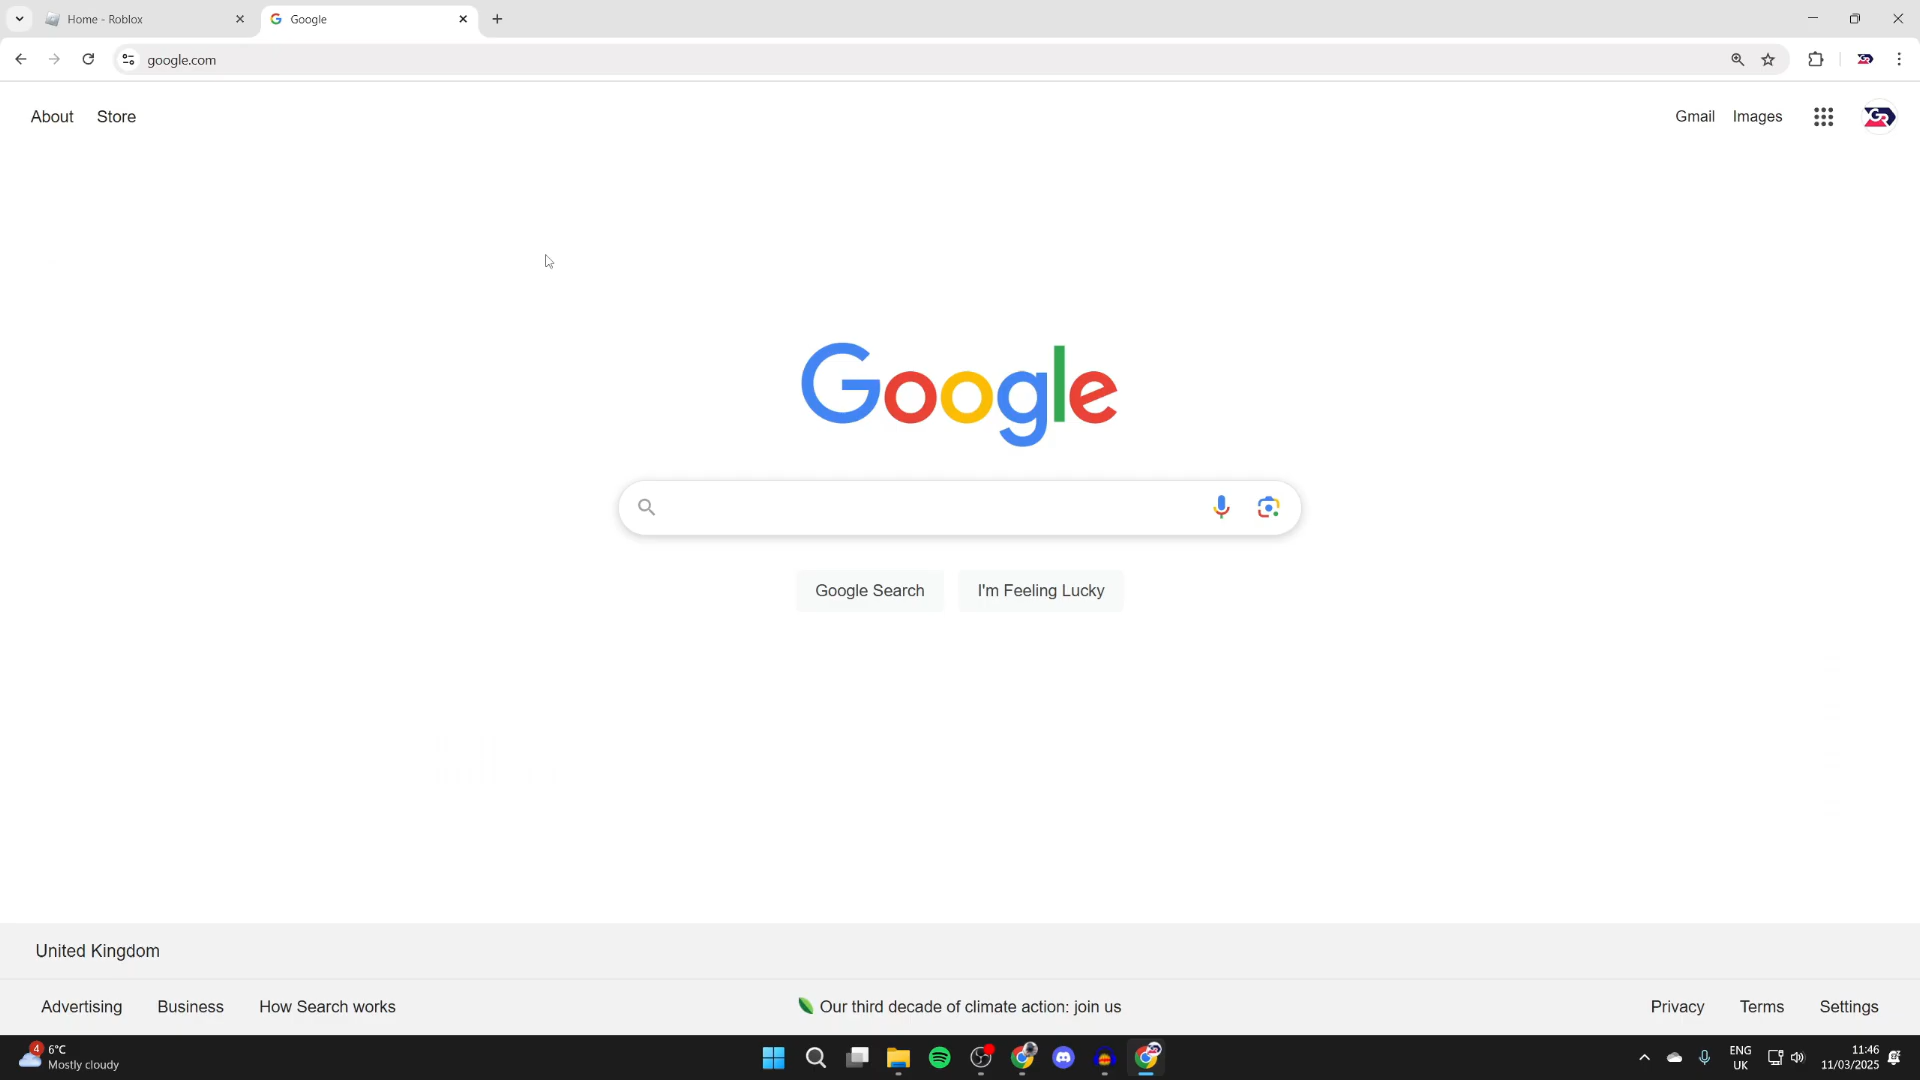 Home - Roblox
Google
google.com
About
Store
Gmail
Images
GR
Google
Google Search
I'm Feeling Lucky
United Kingdom
Advertising
Business
How Search works
Our third decade of climate action: join us
Privacy
Terms
Settings
4
6°C
Mostly cloudy
ENG
UK
11:46
11/03/2025